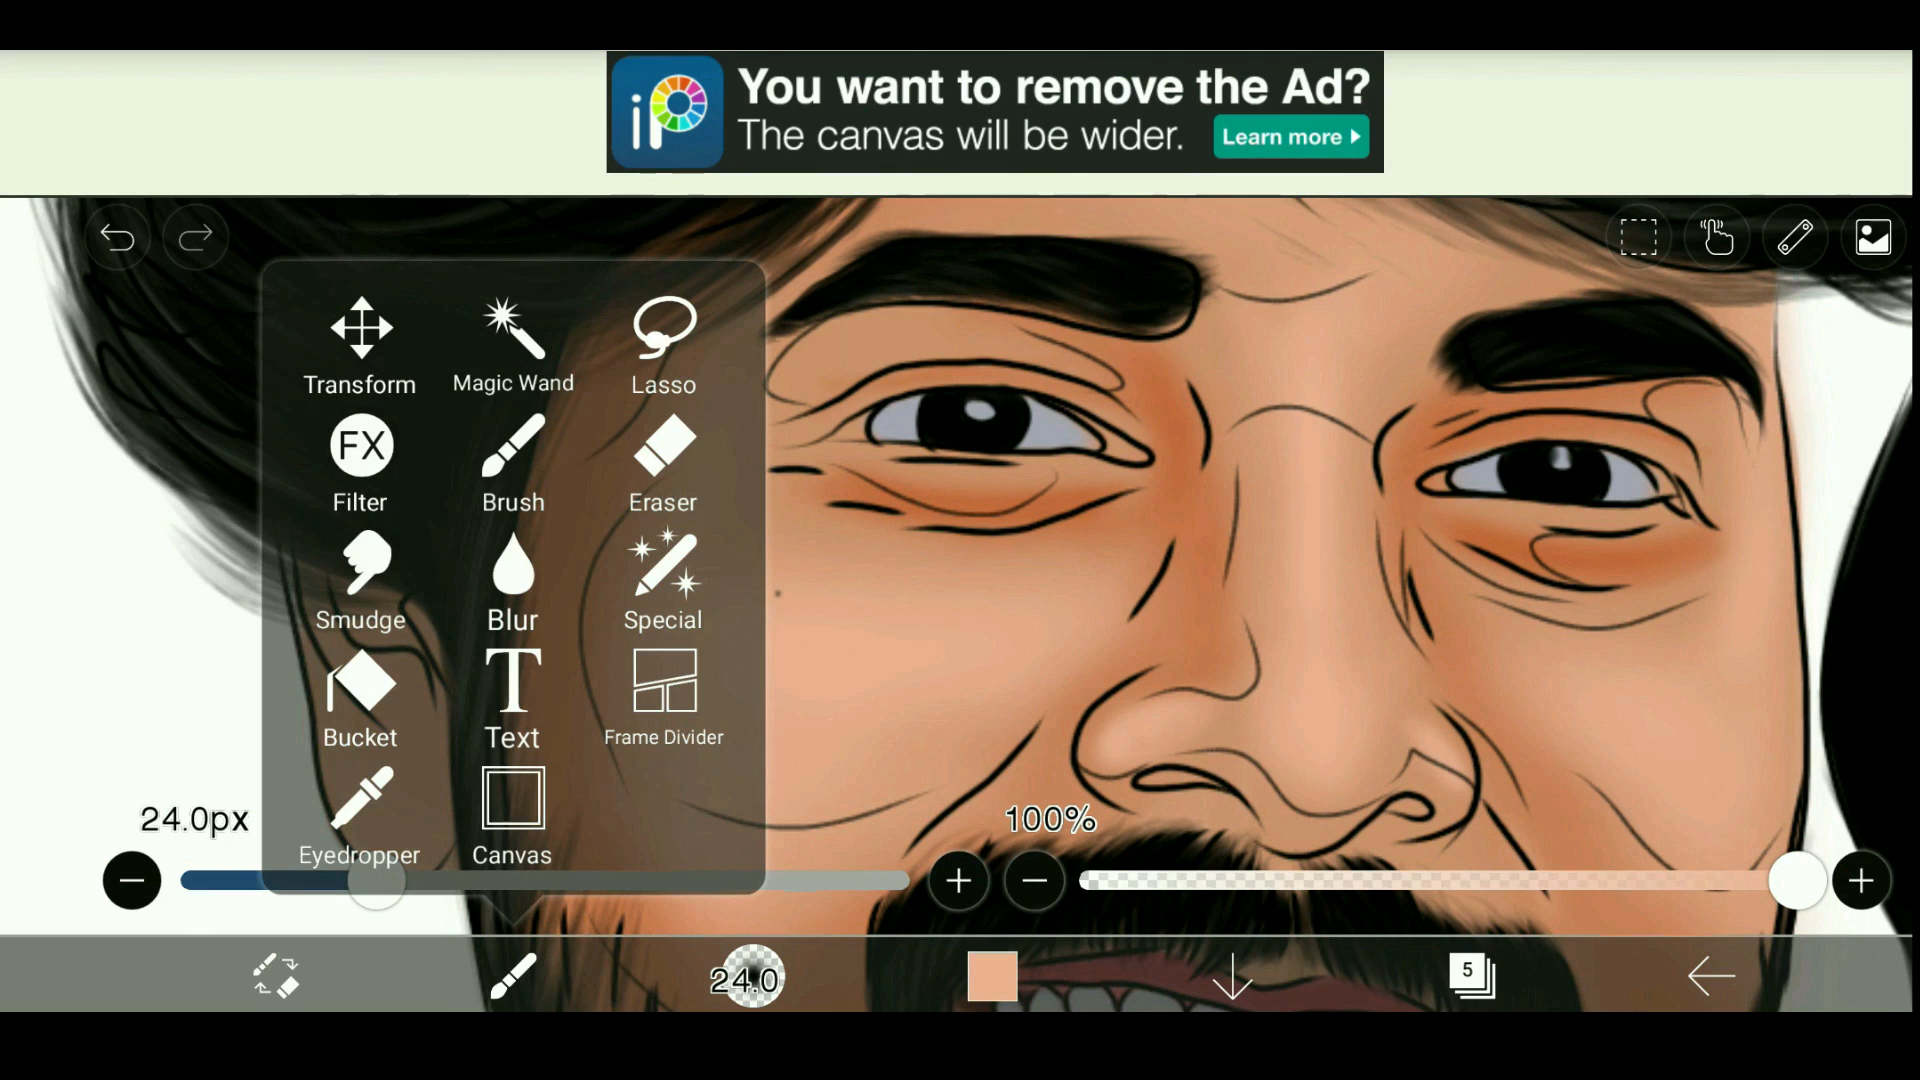 iP
You want to remove the Ad?
The canvas will be wider.
Learn more
Transform
Magic Wand
Lasso
FX
Filter
Brush
Eraser
Smudge
Blur
Special
T
Bucket
Text
Frame Divider
Eyedropper
Canvas
24.0px
100%
24.0
5